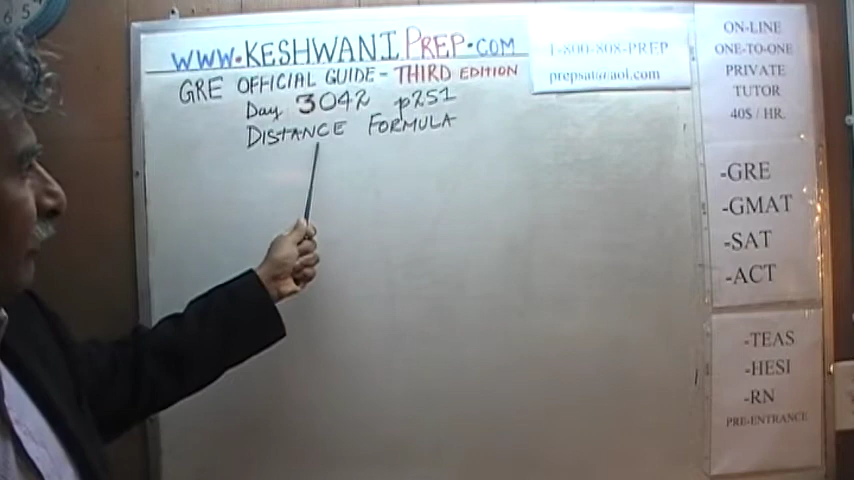 WWW.KESHWANIPREP.COM
GRE OFFICIAL GUIDE - THIRD EDITION
Day 3042 p251
DISTANCE FORMULA
1-800-808-PREP
prepsat@aol.com
ON-LINE
ONE-TO-ONE
PRIVATE
TUTOR
40$ / HR.
-GRE
-GMAT
-SAT
-ACT
-TEAS
-HESI
-RN
PRE-ENTRANCE
6 5